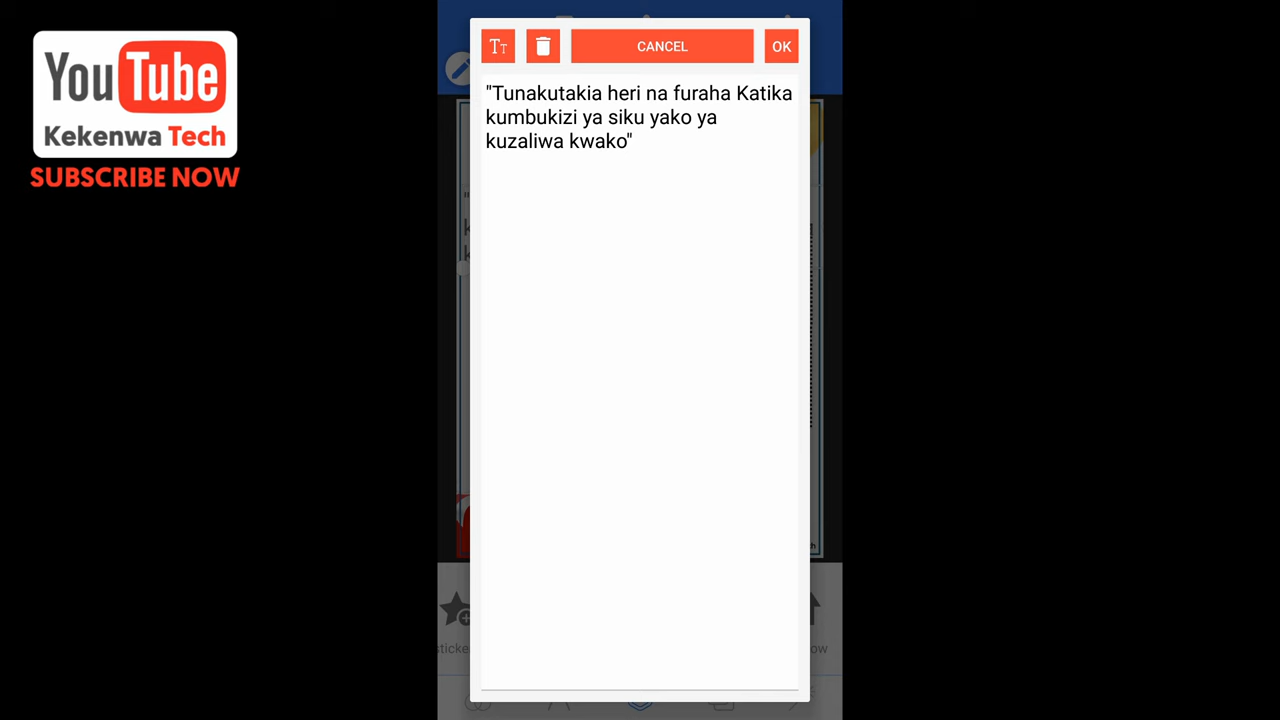 YouTube
Kekenwa Tech
SUBSCRIBE NOW
TT
CANCEL
OK
"Tunakutakia heri na furaha Katika
kumbukizi ya siku yako ya
kuzaliwa kwako"